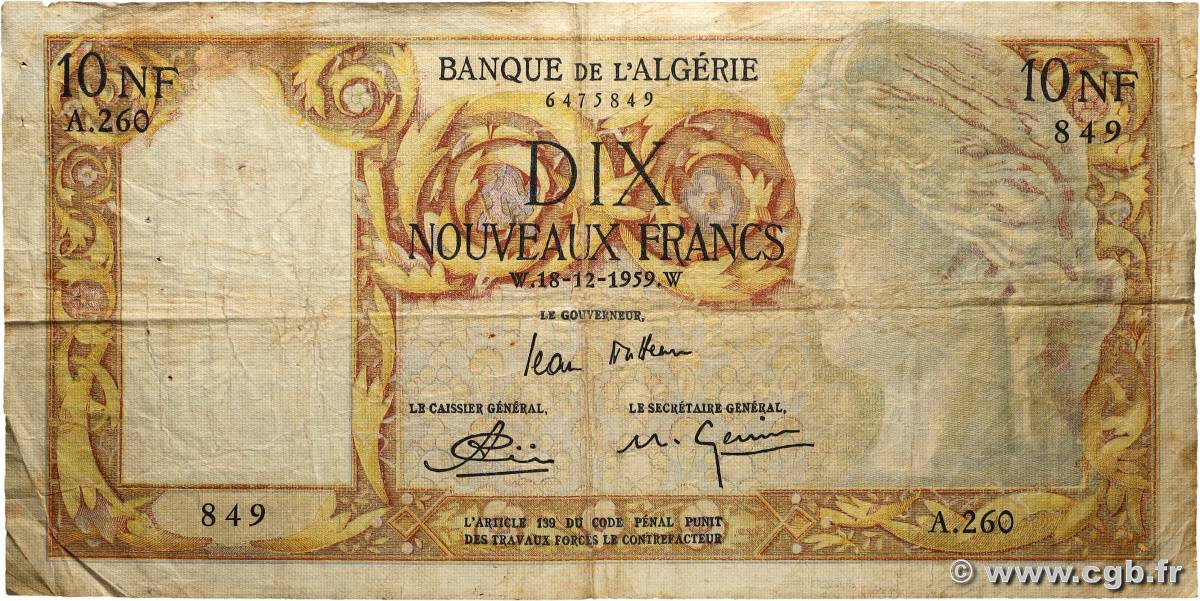 10 NF
A.260
BANQUE DE L'ALGÉRIE
6475849
10 NF
849
DIX
NOUVEAUX FRANCS
W.18-12-1959.W
LE GOUVERNEUR,
Jean
LE CAISSIER GÉNÉRAL,
LE SECRÉTAIRE GÉNÉRAL,
849
L'ARTICLE 139 DU CODE PÉNAL PUNIT
DES TRAVAUX FORCÉS LE CONTREFACTEUR
A.260
© www.cgb.fr